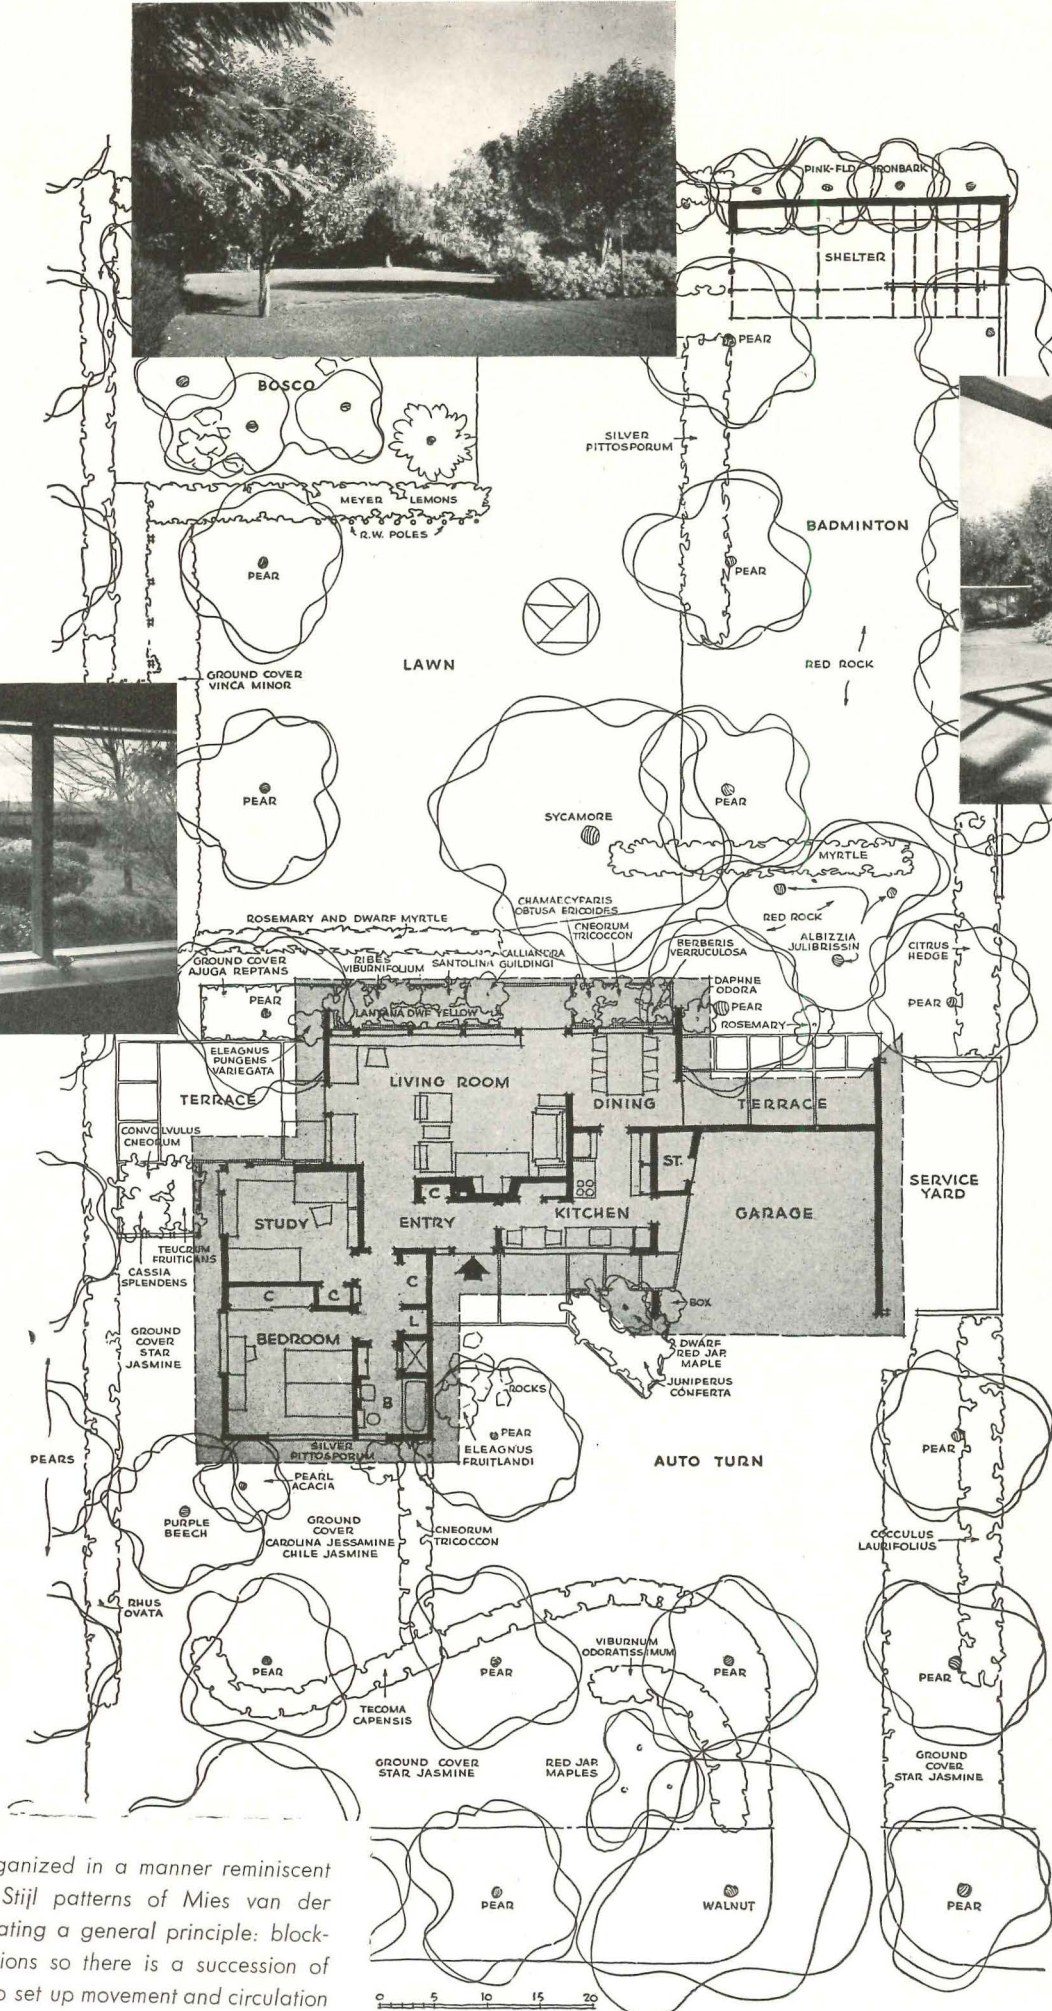 PINK-FLD IRONBARK
SHELTER
PEAR
BOSCO
SILVER
PITTOSPORUM
MEYER LEMONS
R.W. POLES
BADMINTON
PEAR
PEAR
LAWN
RED ROCK
GROUND COVER
VINCA MINOR
PEAR
PEAR
SYCAMORE
MYRTLE
CHAMAECYPARIS
OBTUSA ERICOIDES
CNEORUM
TRICOCCON
RED ROCK
ALBIZZIA
JULIBRISSIN
ROSEMARY AND DWARF MYRTLE
BERBERIS
VERRUCULOSA
CITRUS
HEDGE
GROUND COVER
AJUGA REPTANS
RIBES
VIBURNIFOLIUM
SANTOLINA
CALLIANDRA
GUILDINGI
DAPHNE
ODORA
PEAR
PEAR
PEAR
LANTANA DWF YELLOW
ROSEMARY
ELEAGNUS
PUNGENS
VARIEGATA
LIVING ROOM
TERRACE
DINING
TERRACE
CONVOLVULUS
CNEORUM
ST.
SERVICE
YARD
C
STUDY
ENTRY
KITCHEN
GARAGE
TEUCRUM
FRUITICANS
CASSIA
SPLENDENS
C
C
C
L
BOX
GROUND
COVER
STAR
JASMINE
BEDROOM
DWARF
RED JAP.
MAPLE
JUNIPERUS
CONFERTA
ROCKS
B
PEAR
PEAR
ELEAGNUS
FRUITLANDI
SILVER
PITTOSPORUM
PEARS
AUTO TURN
PEARL
ACACIA
PURPLE
BEECH
GROUND
COVER
CAROLINA JESSAMINE
CHILE JASMINE
CNEORUM
TRICOCCON
COCCULUS
LAURIFOLIUS
RHUS
OVATA
VIBURNUM
ODORATISSIMUM
PEAR
PEAR
PEAR
PEAR
TECOMA
CAPENSIS
GROUND COVER
STAR JASMINE
RED JAP.
MAPLES
GROUND
COVER
STAR JASMINE
PEAR
WALNUT
PEAR
ganized in a manner reminiscent
Stijl patterns of Mies van der
ating a general principle: block-
ions so there is a succession of
o set up movement and circulation
0 5 10 15 20